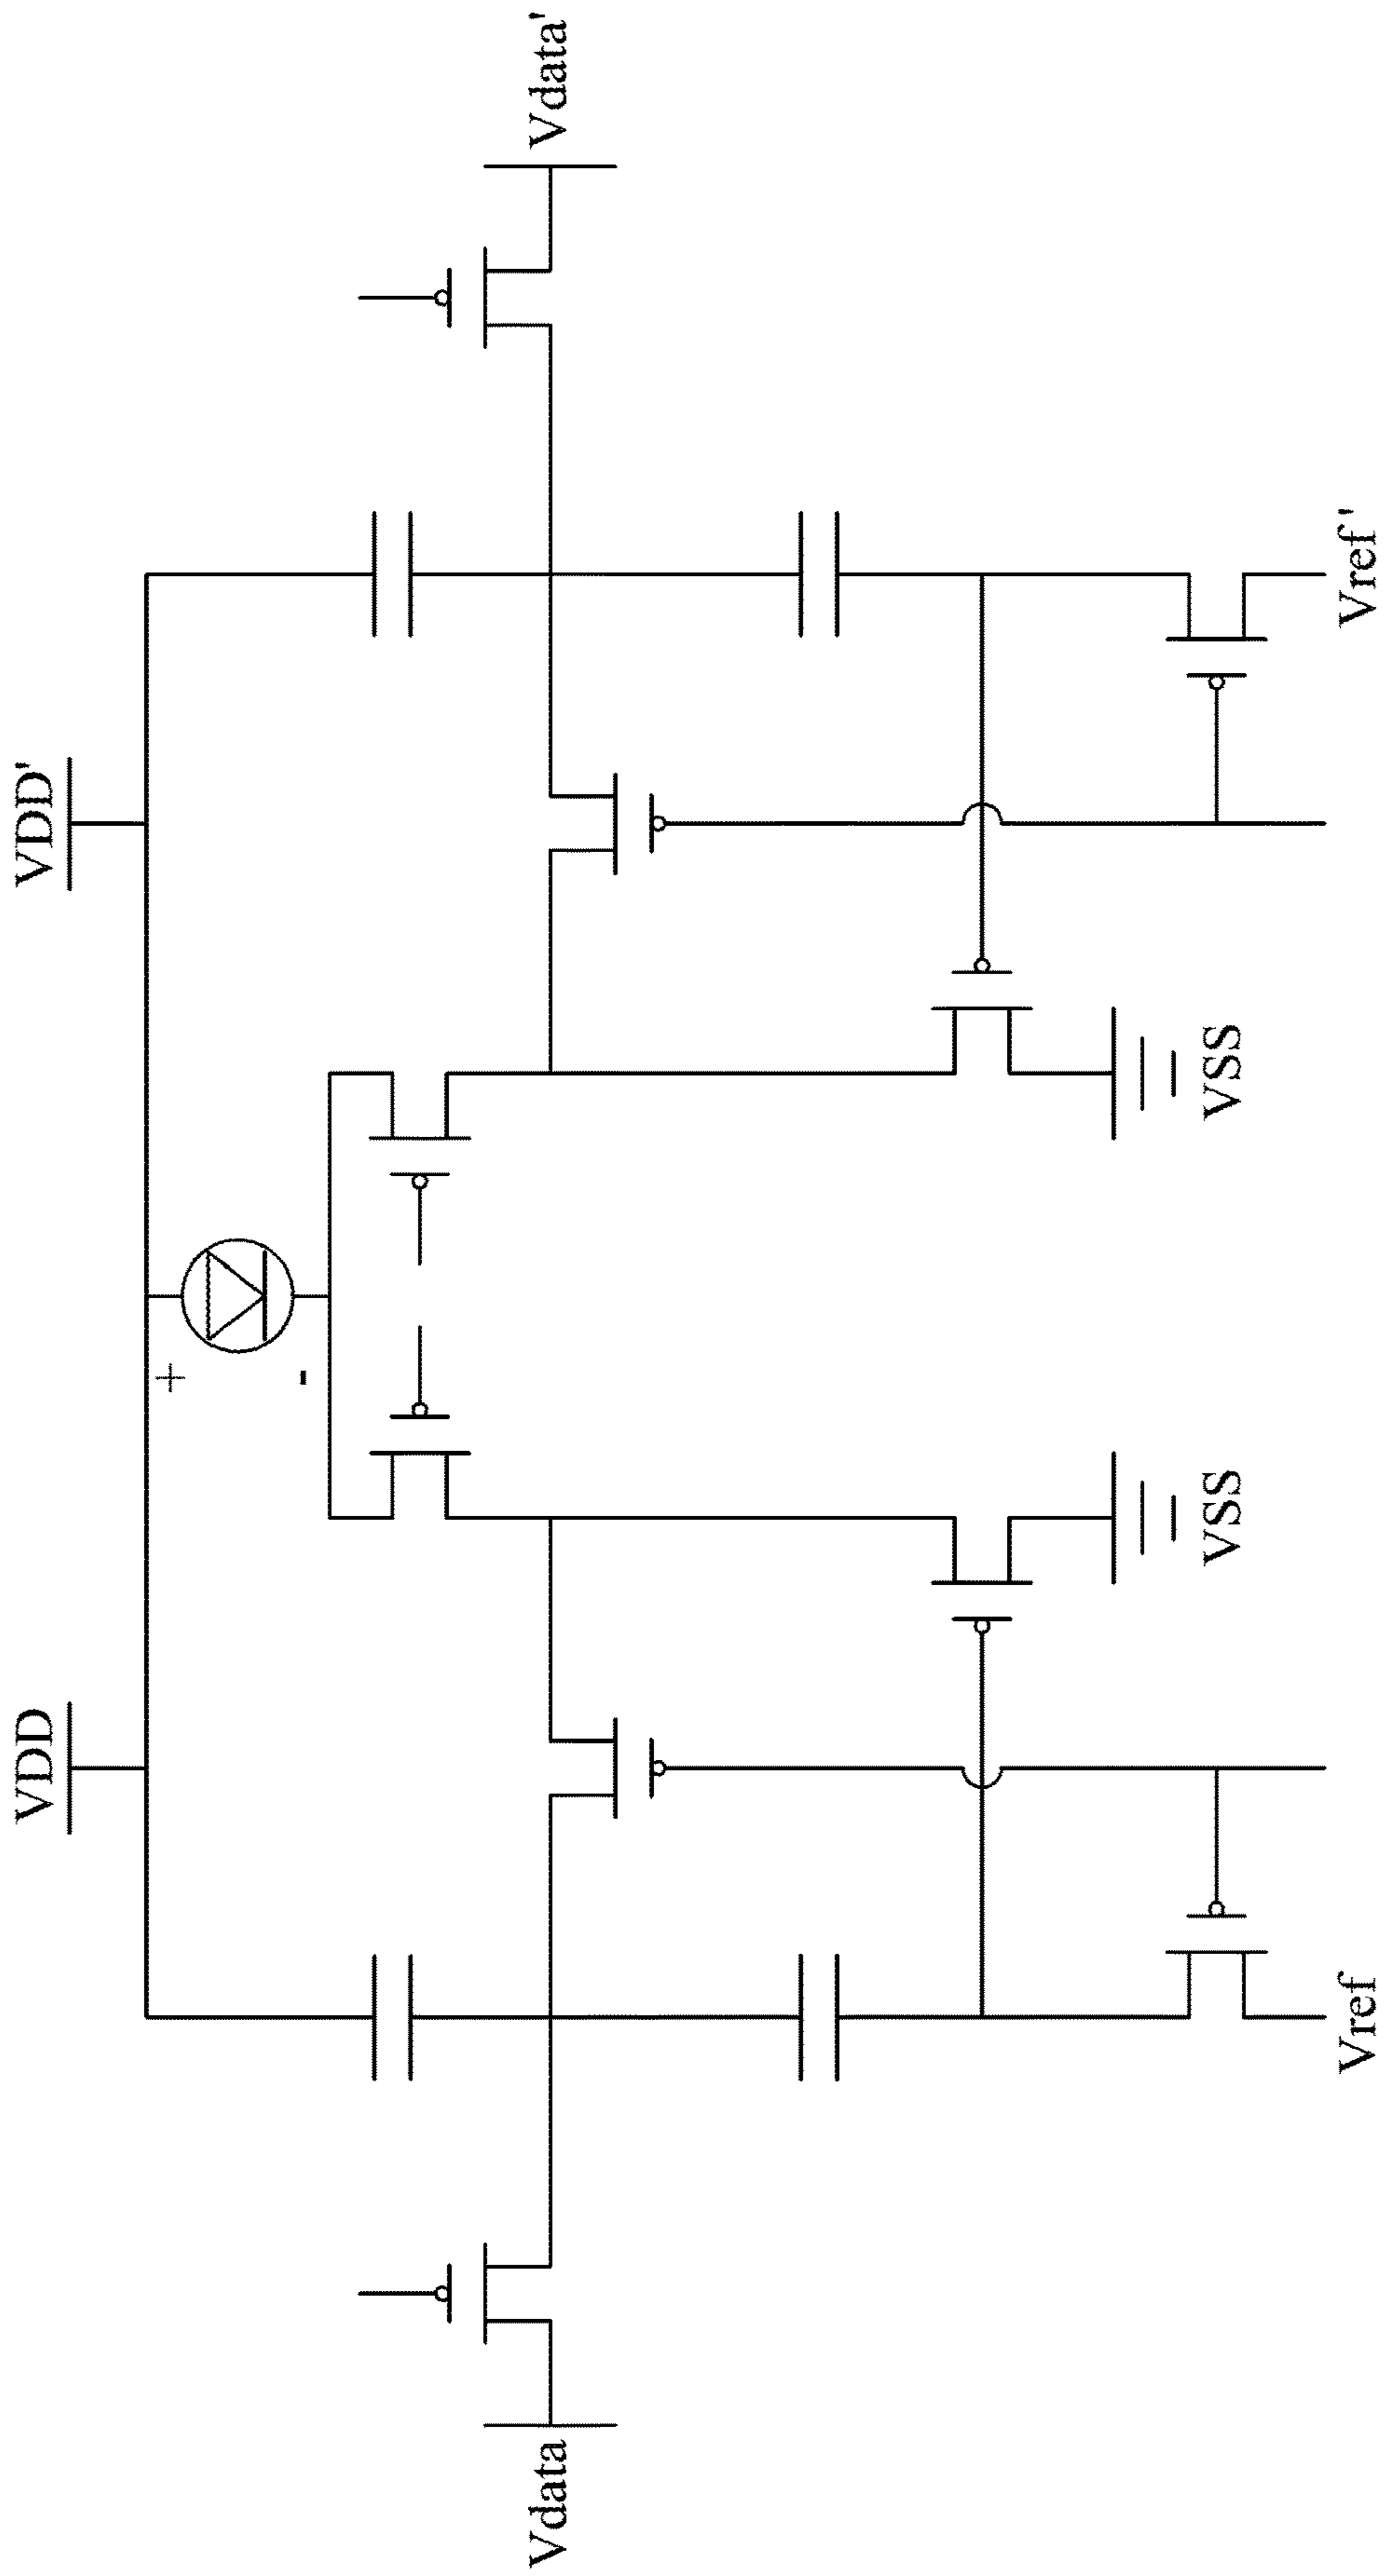 VDD
VDD'
+
-
Vdata
Vdata'
VSS
VSS
Vref
Vref'